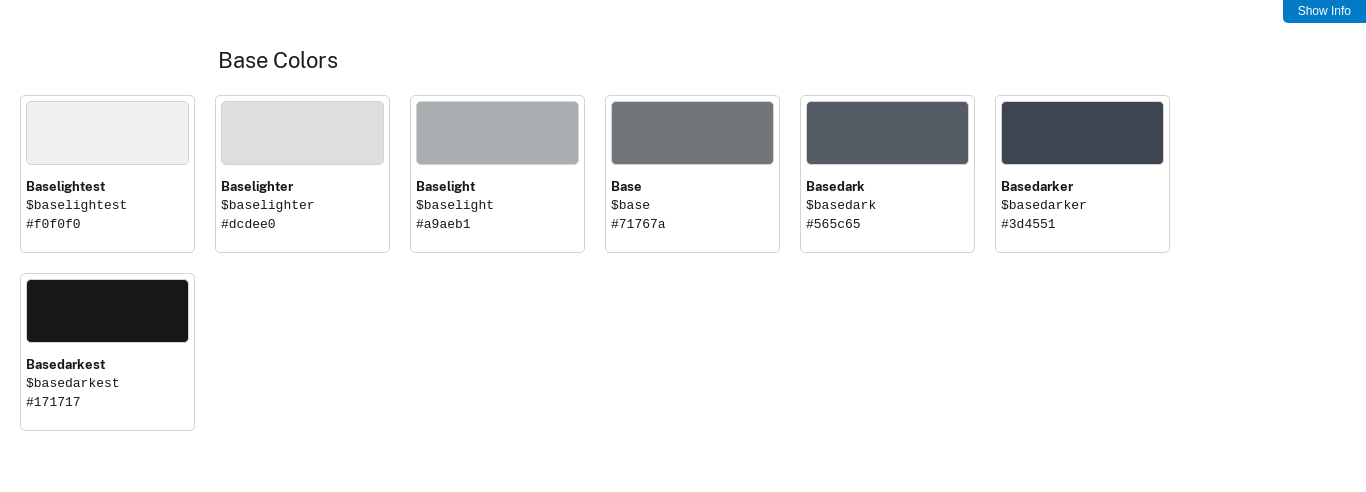 Show Info
Base Colors
Baselightest
$baselightest
#f0f0f0
Baselighter
$baselighter
#dcdee0
Baselight
$baselight
#a9aeb1
Base
$base
#71767a
Basedark
$basedark
#565c65
Basedarker
$basedarker
#3d4551
Basedarkest
$basedarkest
#171717